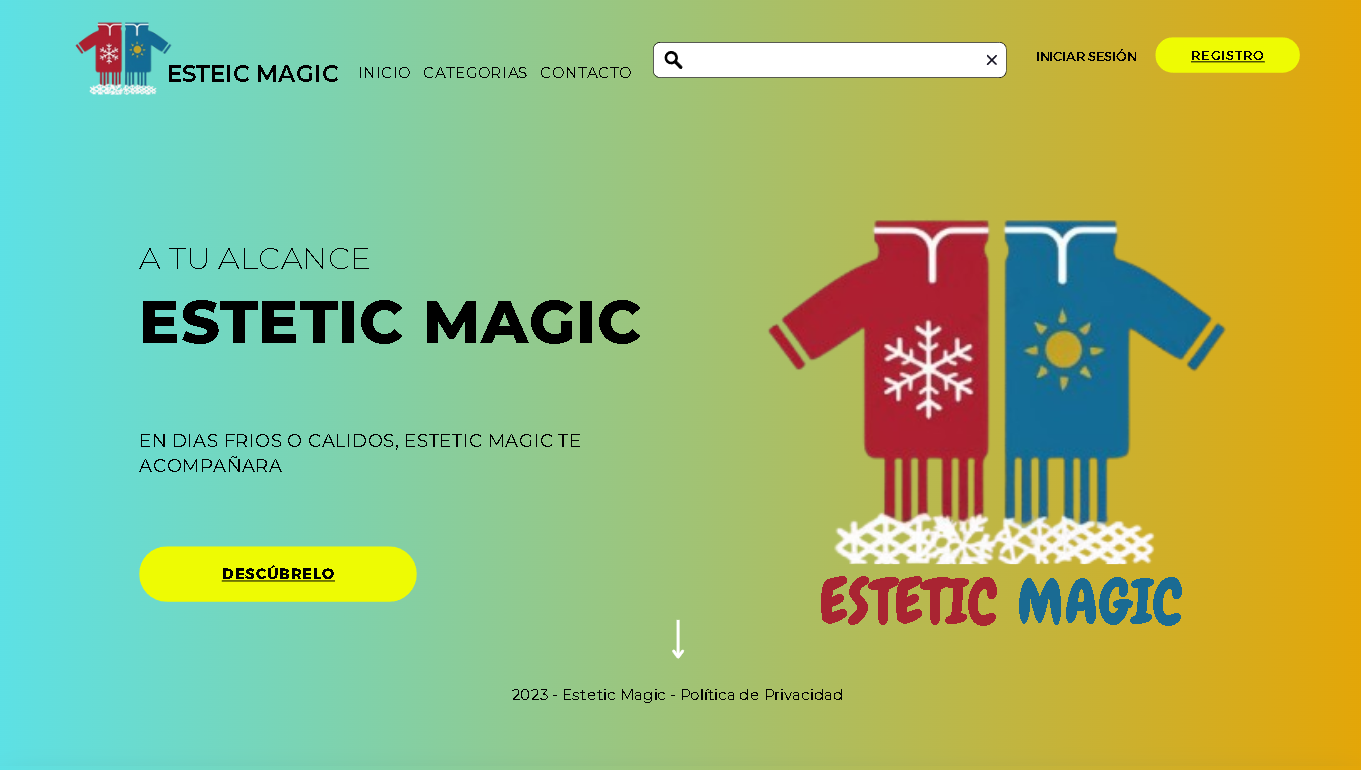 ESTEIC MAGIC
INICIO
CATEGORIAS
CONTACTO
INICIAR SESIÓN
REGISTRO
A TU ALCANCE
ESTETIC MAGIC
EN DIAS FRIOS O CALIDOS, ESTETIC MAGIC TE
ACOMPAÑARA
DESCÚBRELO
ESTETIC MAGIC
2023 - Estetic Magic - Política de Privacidad